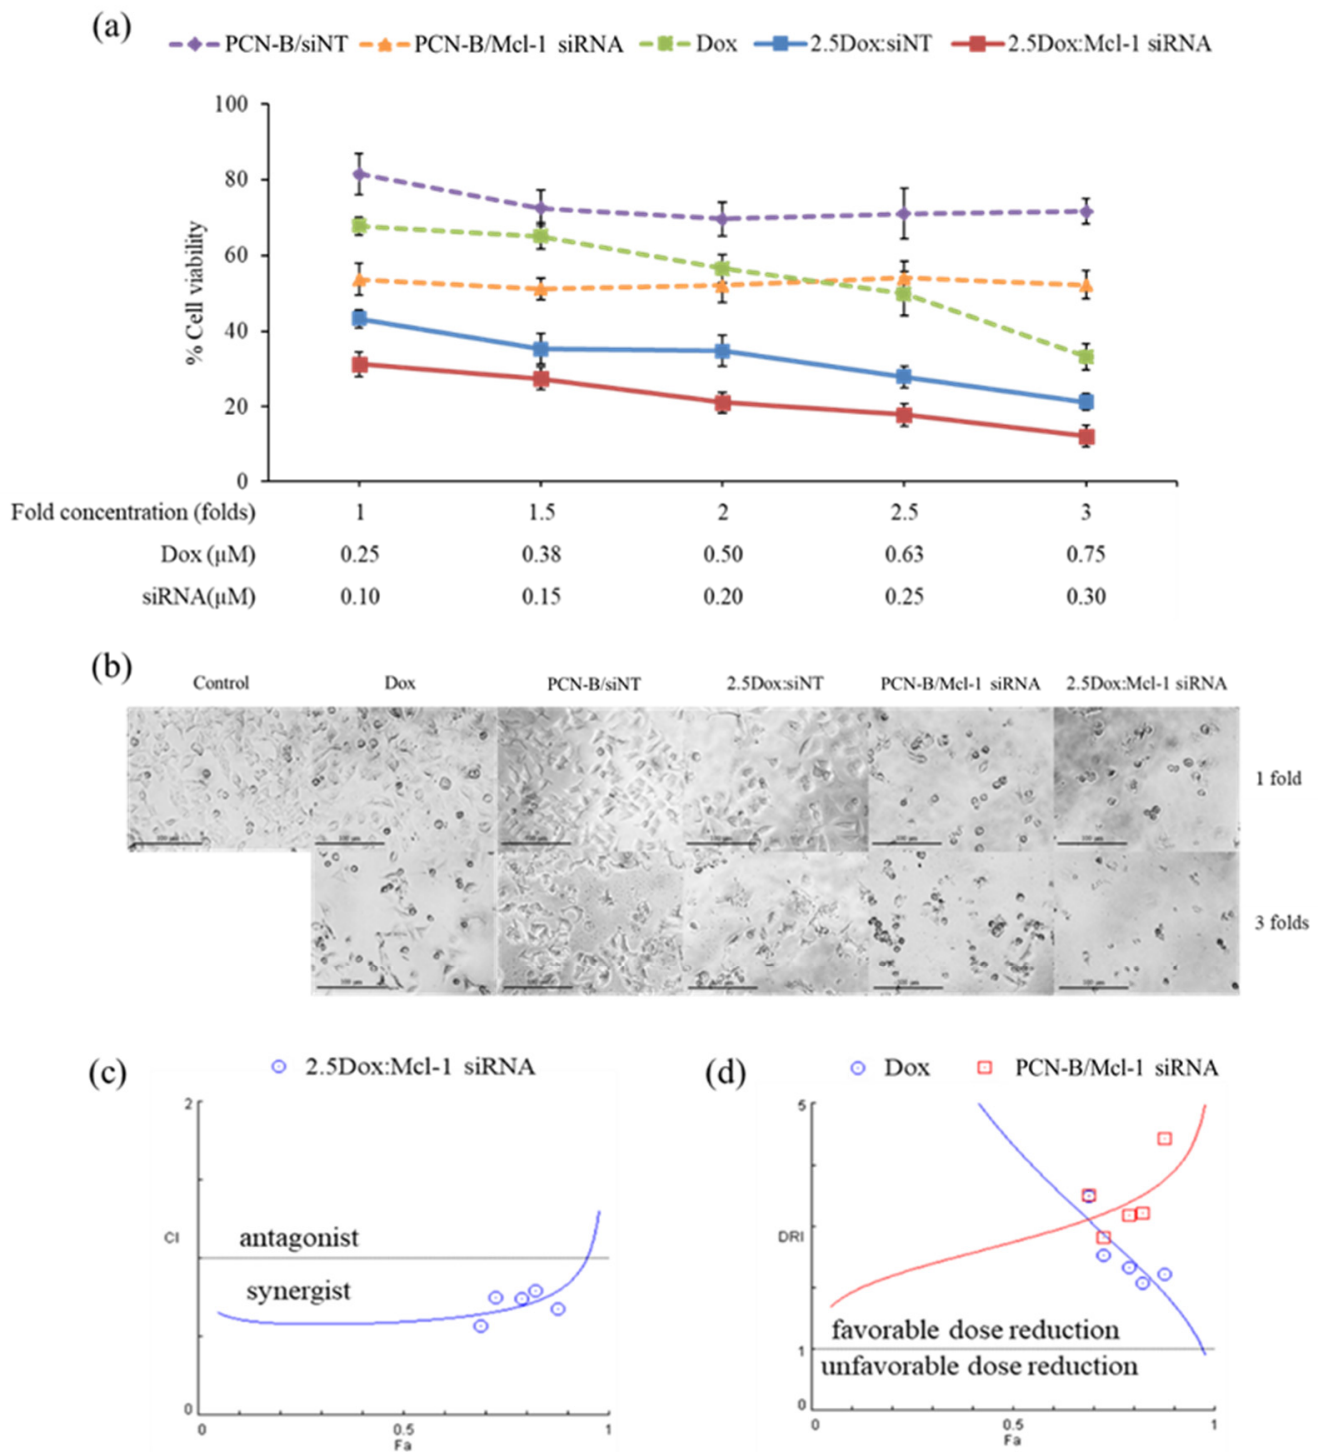 (a)
PCN-B/siNT PCN-B/Mcl-1 siRNA Dox 2.5Dox:siNT 2.5Dox:Mcl-1 siRNA
100
80
60
40
20
0
% Cell viability
Fold concentration (folds) 1 1.5 2 2.5 3
Dox (μM) 0.25 0.38 0.50 0.63 0.75
siRNA(μM) 0.10 0.15 0.20 0.25 0.30
(b)
Control Dox PCN-B/siNT 2.5Dox:siNT PCN-B/Mcl-1 siRNA 2.5Dox:Mcl-1 siRNA
1 fold
3 folds
(c)
2.5Dox:Mcl-1 siRNA
2
CI
antagonist
synergist
0
0 0.5 1
Fa
(d)
Dox PCN-B/Mcl-1 siRNA
5
DRI
favorable dose reduction
1
unfavorable dose reduction
0
0 0.5 1
Fa